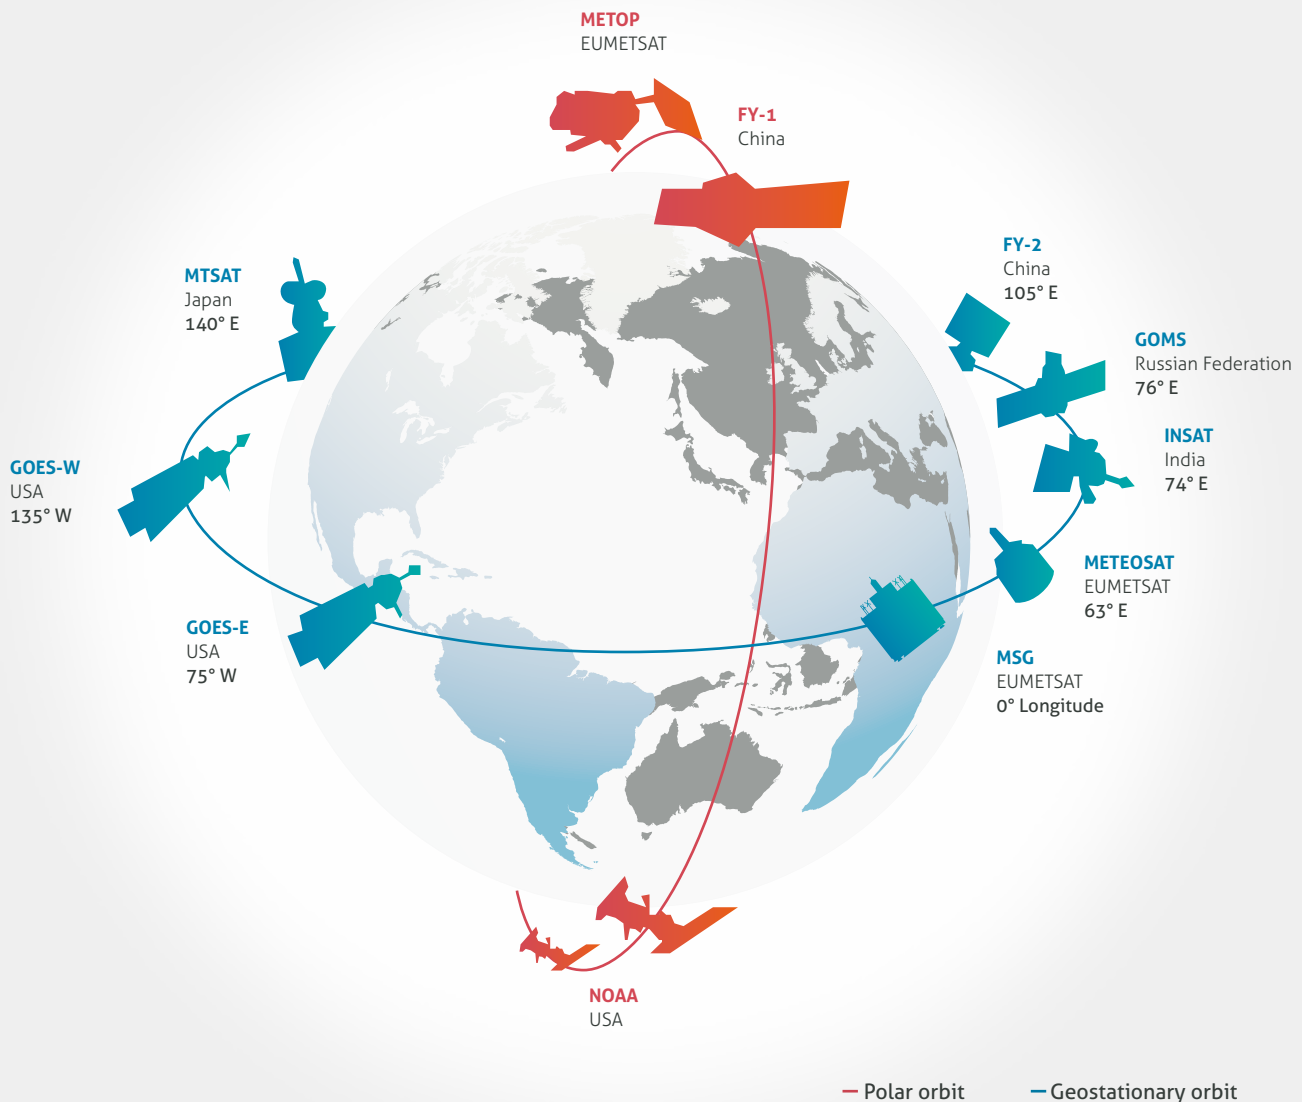 METOP
EUMETSAT
FY-1
China
FY-2
China
105° E
MTSAT
Japan
140° E
GOMS
Russian Federation
76° E
INSAT
India
74° E
GOES-W
USA
135° W
METEOSAT
EUMETSAT
63° E
GOES-E
USA
75° W
MSG
EUMETSAT
0° Longitude
NOAA
USA
Polar orbit
Geostationary orbit